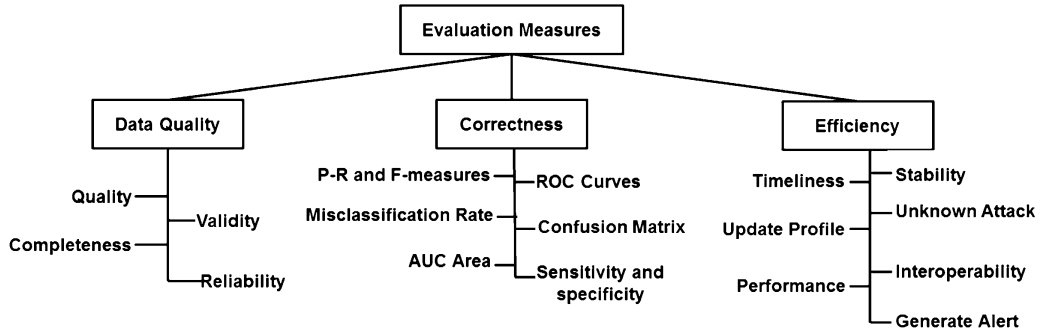 Evaluation Measures
Data Quality
Quality
Validity
Completeness
Reliability
Correctness
P-R and F-measures
ROC Curves
Misclassification Rate
Confusion Matrix
AUC Area
Sensitivity and
specificity
Efficiency
Stability
Timeliness
Unknown Attack
Update Profile
Interoperability
Performance
Generate Alert